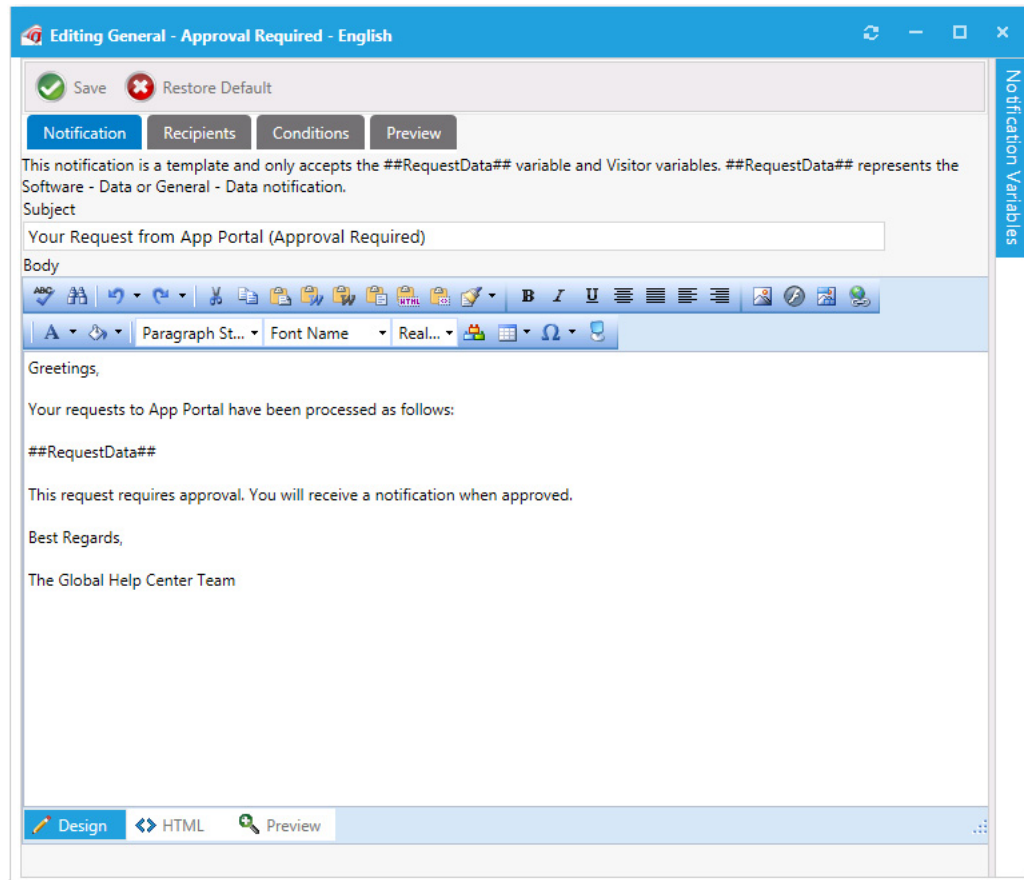 Editing General - Approval Required - English
Save
Restore Default
Notification
Recipients
Conditions
Preview
This notification is a template and only accepts the ##RequestData## variable and Visitor variables. ##RequestData## represents the
Software - Data or General - Data notification.
Subject
Your Request from App Portal (Approval Required)
Body
ABC
HTML
B I U
A
Paragraph St...
Font Name
Real...
Ω
Greetings,
Your requests to App Portal have been processed as follows:
##RequestData##
This request requires approval. You will receive a notification when approved.
Best Regards,
The Global Help Center Team
Design
HTML
Preview
Notification Variables